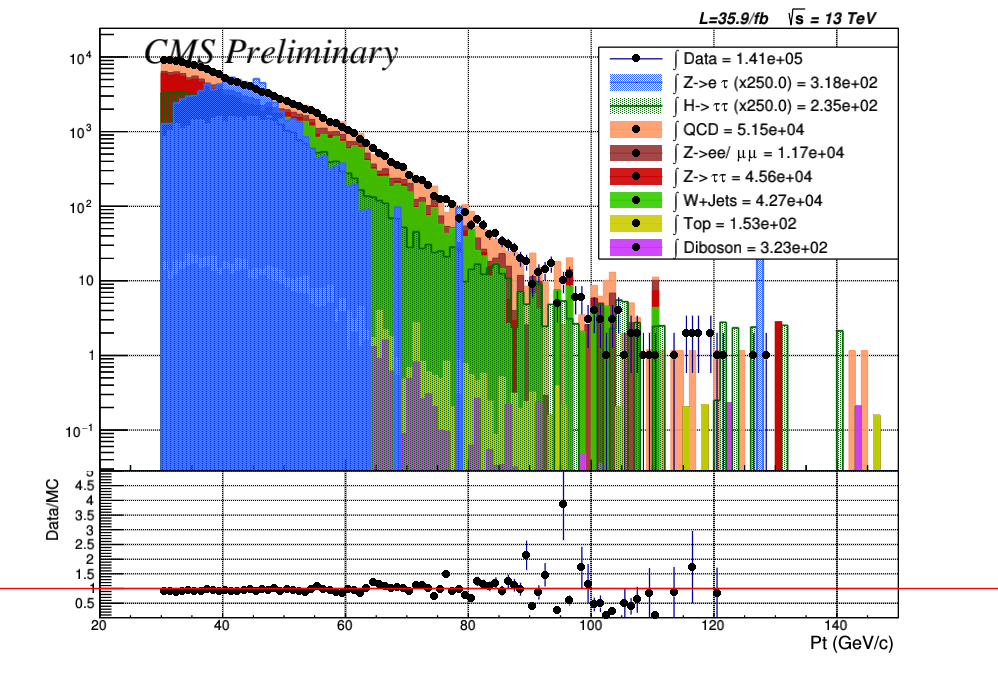 L=35.9/fb √s = 13 TeV
CMS Preliminary
∫ Data = 1.41e+05
∫ Z->e τ (x250.0) = 3.18e+02
∫ H-> ττ (x250.0) = 2.35e+02
∫ QCD = 5.15e+04
∫ Z->ee/ μμ = 1.17e+04
∫ Z-> ττ = 4.56e+04
∫ W+Jets = 4.27e+04
∫ Top = 1.53e+02
∫ Diboson = 3.23e+02
10⁴
10³
10²
10
1
10⁻¹
Data/MC
5
4.5
4
3.5
3
2.5
2
1.5
1
0.5
20 40 60 80 100 120 140
Pt (GeV/c)